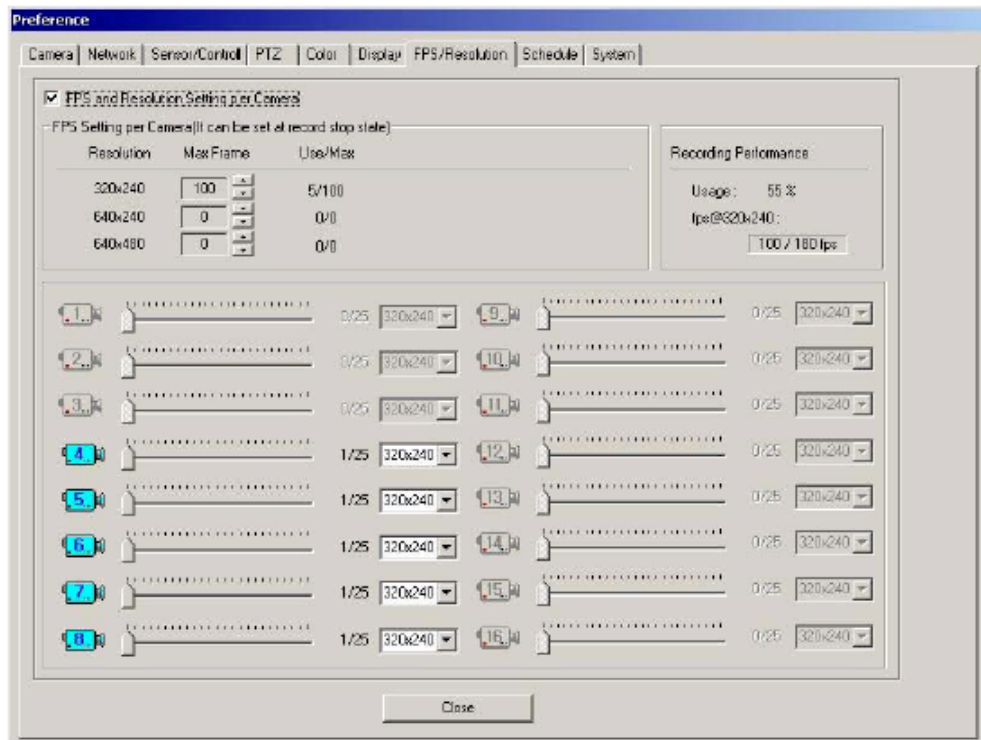 Preference
Camera Network Sensor/Control PTZ Color Display FPS/Resolution Schedule System
FPS and Resolution Setting per Camera
FPS Setting per Camera(It can be set at record stop state)
Resolution Max Frame Use/Max
320x240 100 5/100
640x240 0 0/0
640x480 0 0/0
Recording Performance
Usage : 55 %
fps@320x240 :
100 / 180 fps
1 0/25 320x240 9 0/25 320x240
2 0/25 320x240 10 0/25 320x240
3 0/25 320x240 11 0/25 320x240
4 1/25 320x240 12 0/25 320x240
5 1/25 320x240 13 0/25 320x240
6 1/25 320x240 14 0/25 320x240
7 1/25 320x240 15 0/25 320x240
8 1/25 320x240 16 0/25 320x240
Close